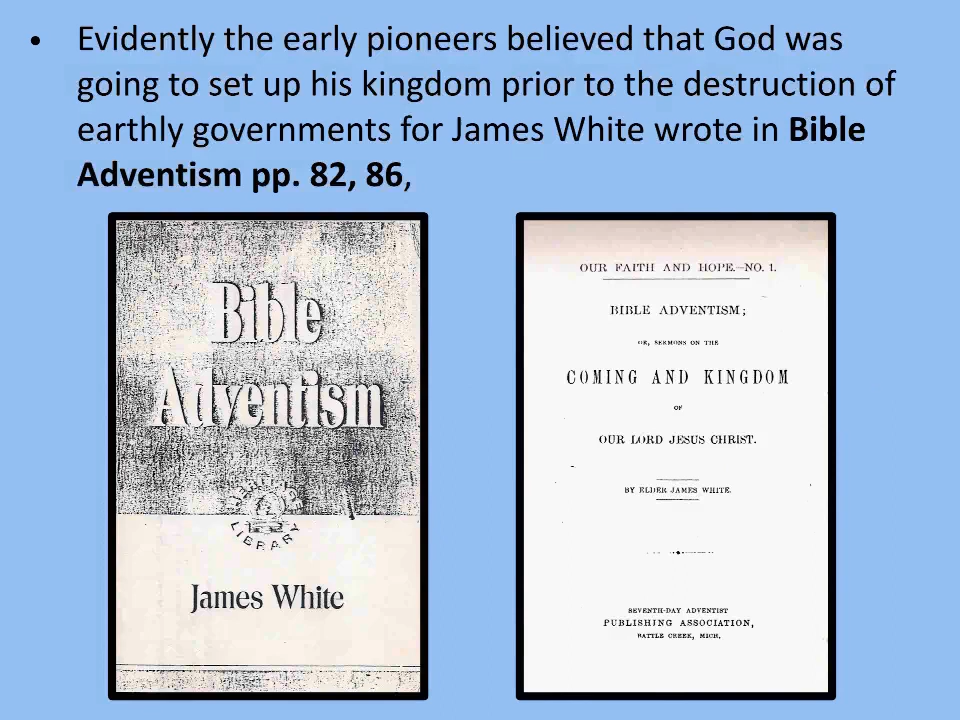 • Evidently the early pioneers believed that God was
going to set up his kingdom prior to the destruction of
earthly governments for James White wrote in Bible
Adventism pp. 82, 86,
Bible
Adventism
HERITAGE
LIBRARY
James White
OUR FAITH AND HOPE.—NO. 1.
BIBLE ADVENTISM;
OR, SERMONS ON THE
COMING AND KINGDOM
OF
OUR LORD JESUS CHRIST.
BY ELDER JAMES WHITE.
SEVENTH-DAY ADVENTIST
PUBLISHING ASSOCIATION,
BATTLE CREEK, MICH.